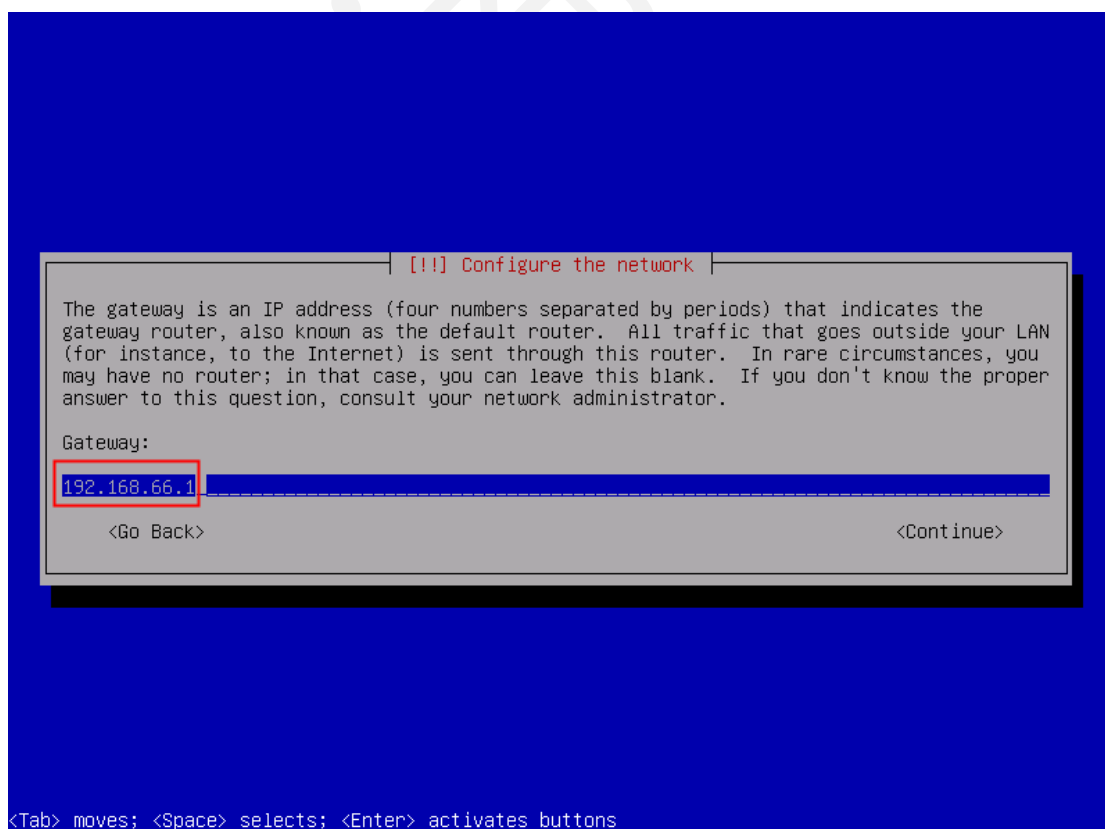 [!!] Configure the network
The gateway is an IP address (four numbers separated by periods) that indicates the
gateway router, also known as the default router.  All traffic that goes outside your LAN
(for instance, to the Internet) is sent through this router.  In rare circumstances, you
may have no router; in that case, you can leave this blank.  If you don't know the proper
answer to this question, consult your network administrator.
Gateway:
192.168.66.1
<Go Back> <Continue>
<Tab> moves; <Space> selects; <Enter> activates buttons